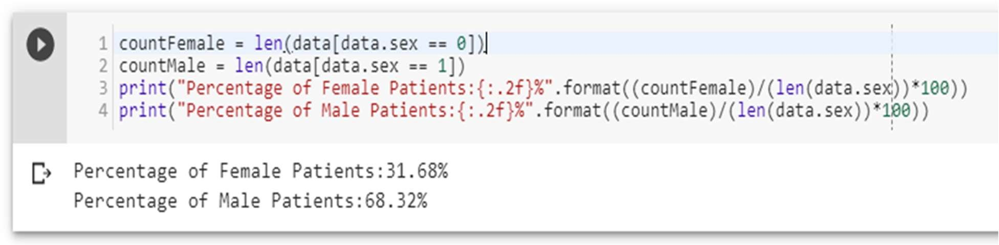 1 countFemale = len(data[data.sex == 0])
2 countMale = len(data[data.sex == 1])
3 print("Percentage of Female Patients:{:.2f}%".format((countFemale)/(len(data.sex))*100))
4 print("Percentage of Male Patients:{:.2f}%".format((countMale)/(len(data.sex))*100))
Percentage of Female Patients:31.68%
Percentage of Male Patients:68.32%